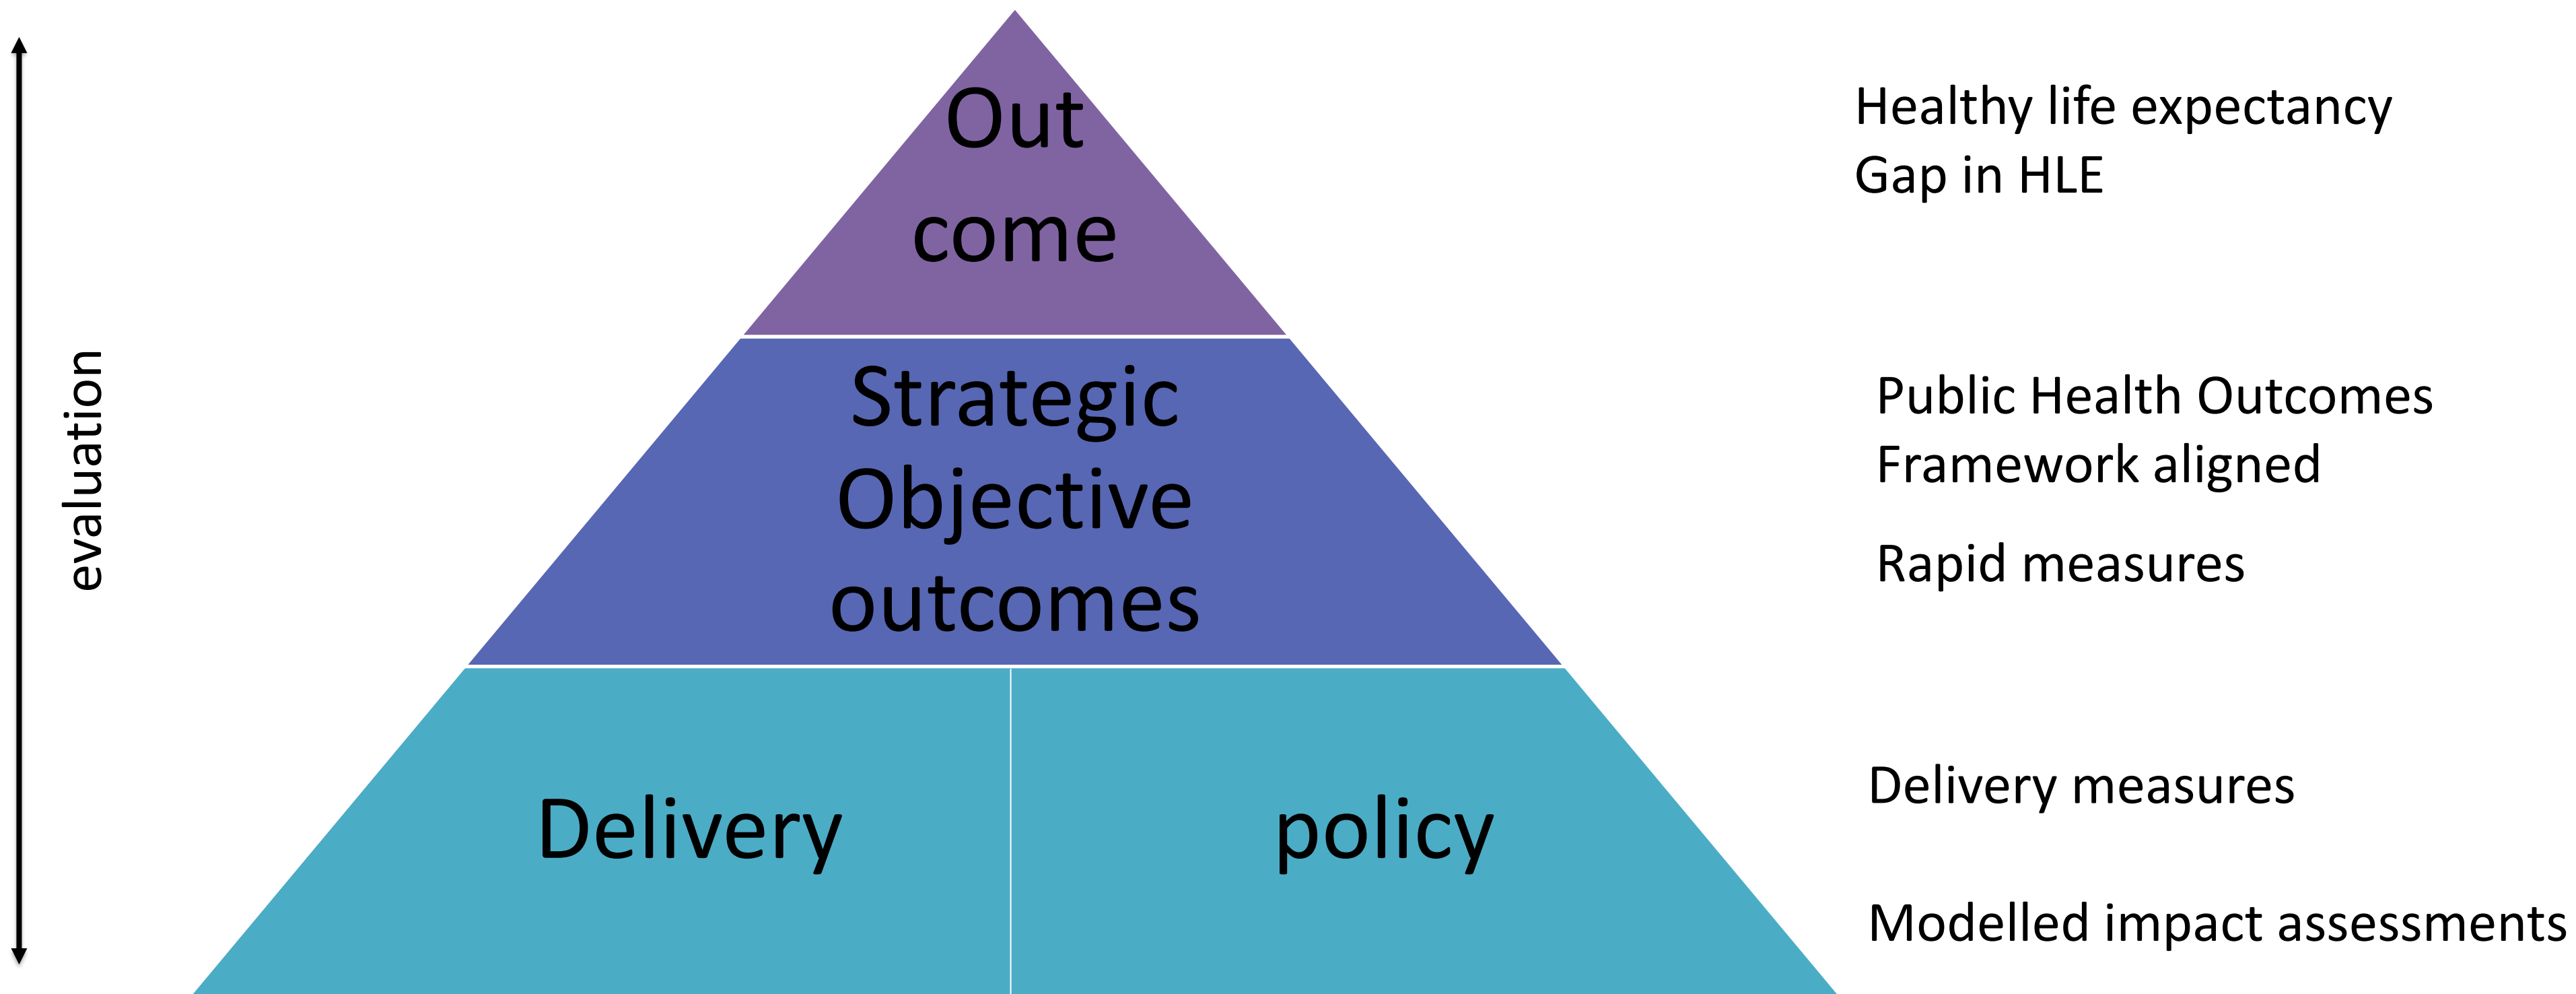 evaluation
Out
come
Strategic
Objective
outcomes
Delivery
policy
Healthy life expectancy
Gap in HLE
Public Health Outcomes
Framework aligned
Rapid measures
Delivery measures
Modelled impact assessments